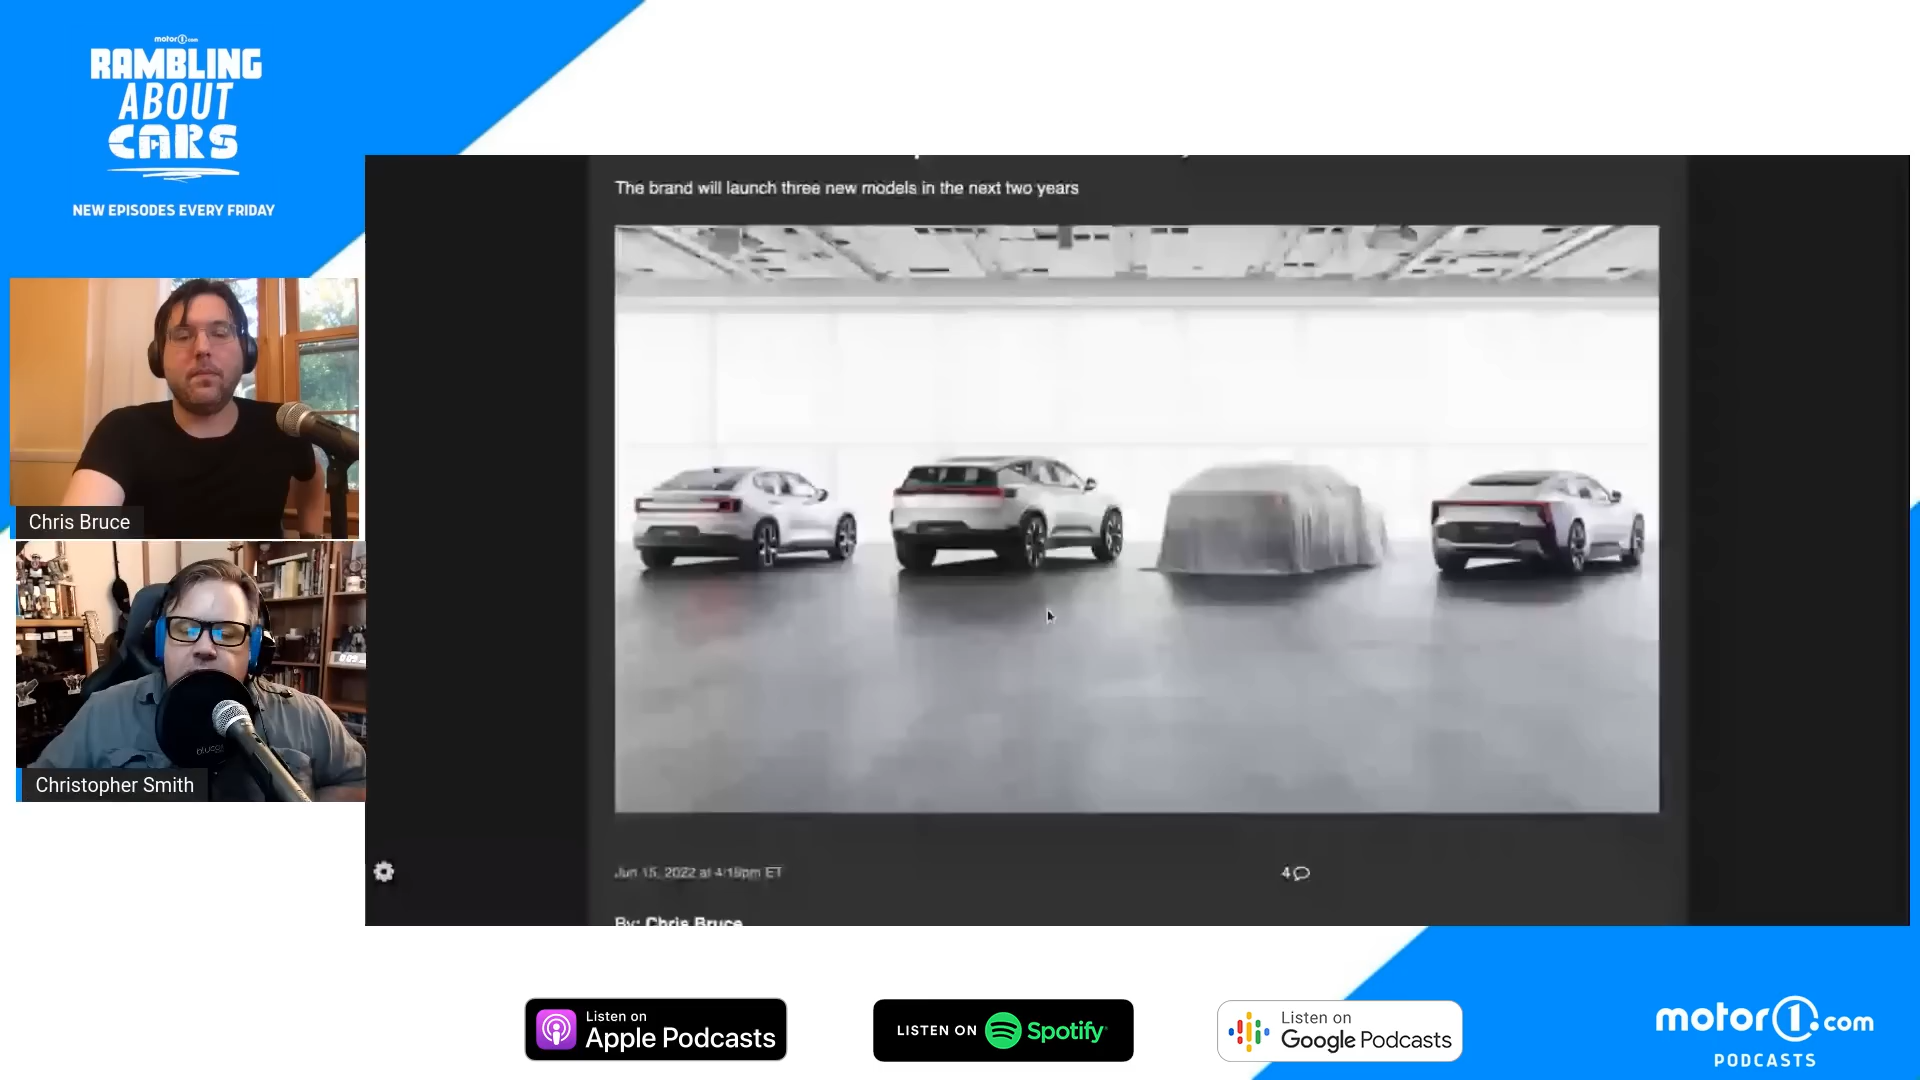 motor1.com
RAMBLING
ABOUT
CARS
NEW EPISODES EVERY FRIDAY
The brand will launch three new models in the next two years
Chris Bruce
Christopher Smith
Jun 15, 2022 at 4:19pm ET
4
By: Chris Bruce
Listen on
Apple Podcasts
LISTEN ON Spotify
Listen on
Google Podcasts
motor1.com
PODCASTS